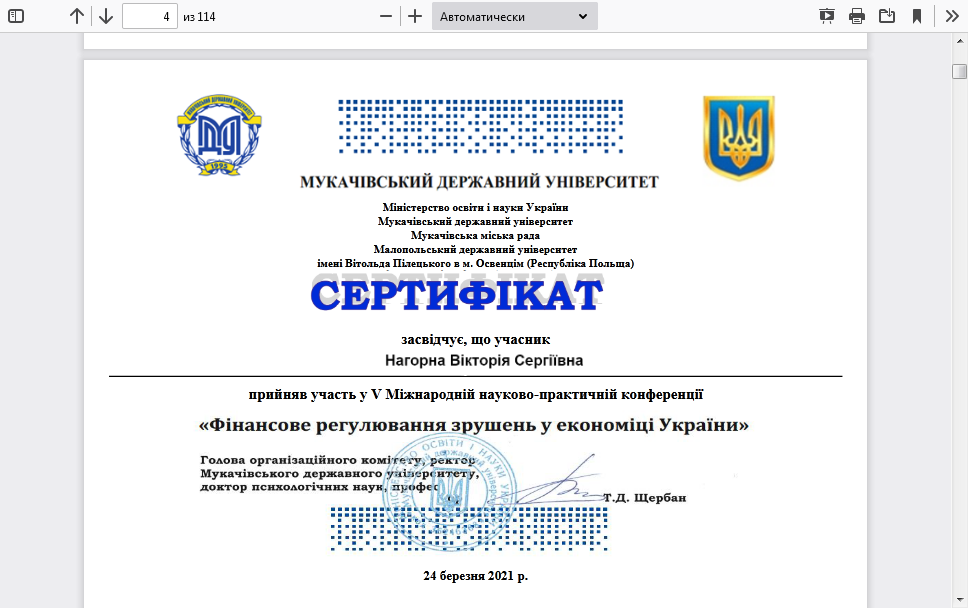 4 из 114 Автоматически
1995
МУКАЧІВСЬКИЙ ДЕРЖАВНИЙ УНІВЕРСИТЕТ
Міністерство освіти і науки України
Мукачівський державний університет
Мукачівська міська рада
Малопольський державний університет
імені Вітольда Пілецького в м. Освенцім (Республіка Польща)
СЕРТИФІКАТ
засвідчує, що учасник
Нагорна Вікторія Сергіївна
прийняв участь у V Міжнародній науково-практичній конференції
«Фінансове регулювання зрушень у економіці України»
Голова організаційного комітету, ректор
Мукачівського державного університету,
доктор психологічних наук, професор
Т.Д. Щербан
24 березня 2021 р.